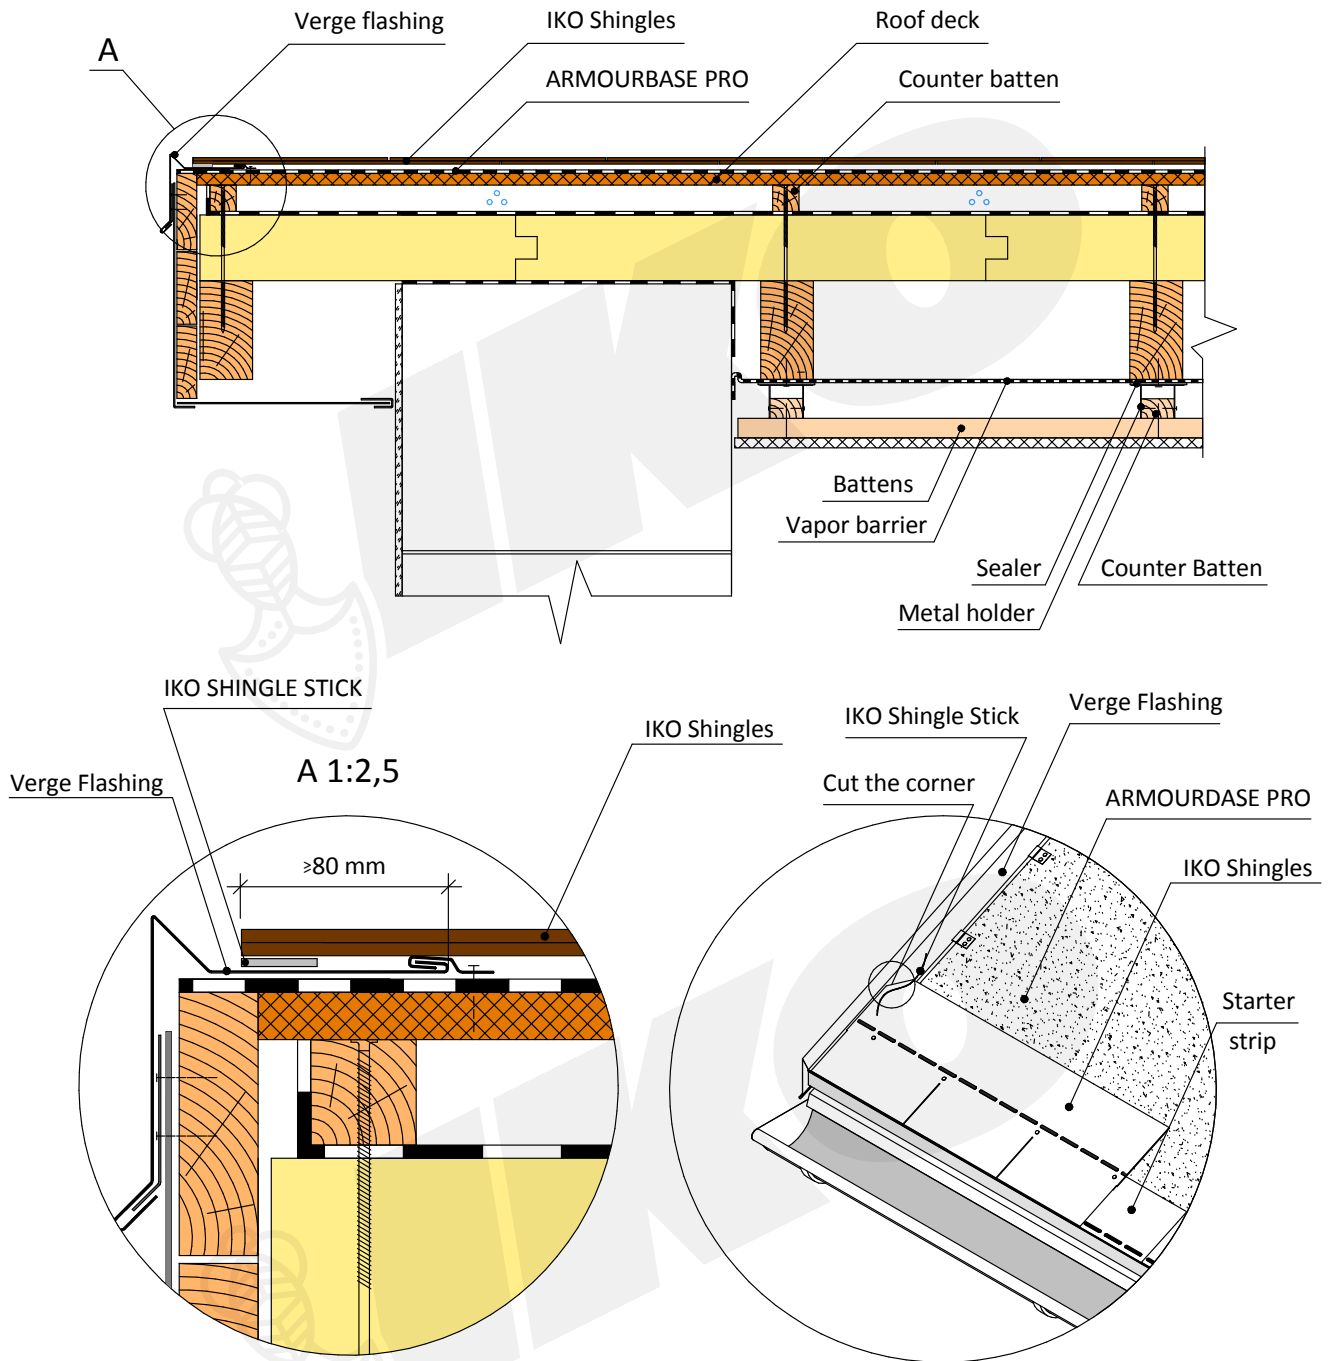 Verge flashing
IKO Shingles
Roof deck
A
ARMOURBASE PRO
Counter batten
Battens
Vapor barrier
Sealer
Counter Batten
Metal holder
IKO
IKO SHINGLE STICK
IKO Shingles
A 1:2,5
Verge Flashing
≥80 mm
Verge Flashing
IKO Shingle Stick
Cut the corner
ARMOURDASE PRO
IKO Shingles
Starter
strip
IKO